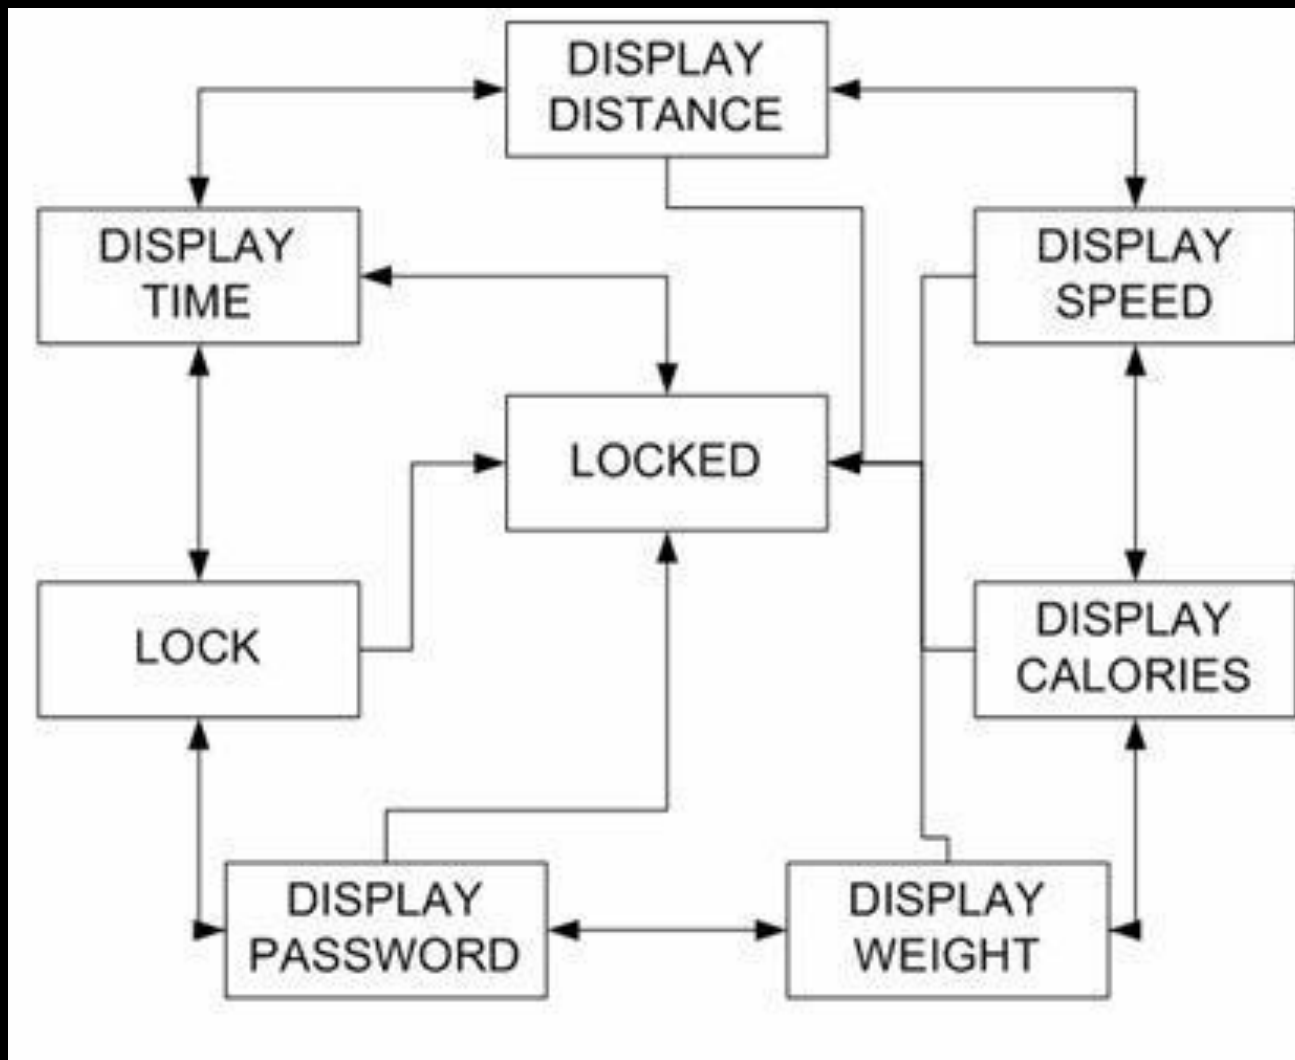 DISPLAY
DISTANCE
DISPLAY
TIME
DISPLAY
SPEED
LOCKED
LOCK
DISPLAY
CALORIES
DISPLAY
PASSWORD
DISPLAY
WEIGHT